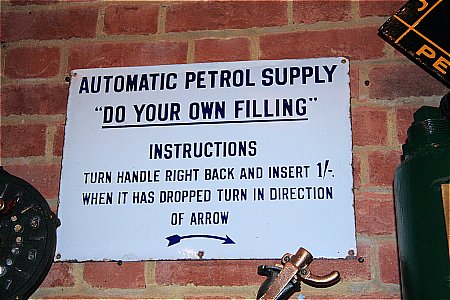 AUTOMATIC PETROL SUPPLY
"DO YOUR OWN FILLING"
INSTRUCTIONS
TURN HANDLE RIGHT BACK AND INSERT 1/-.
WHEN IT HAS DROPPED TURN IN DIRECTION
OF ARROW